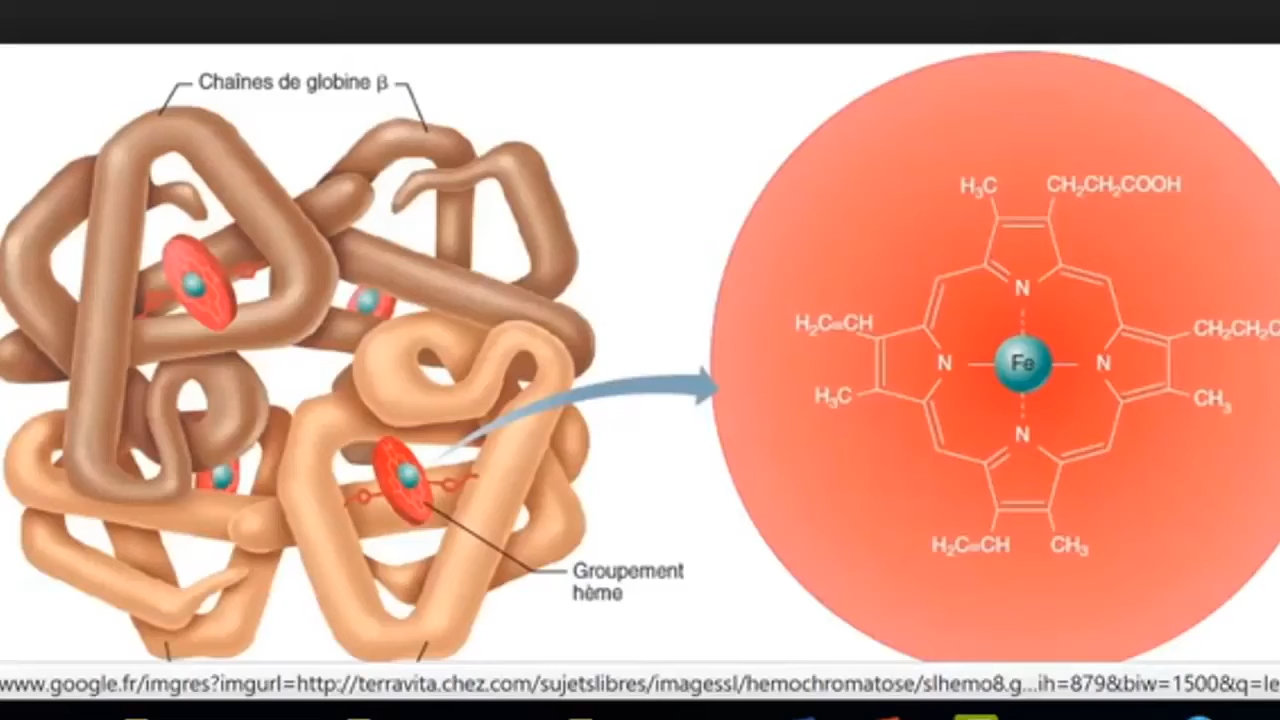 Chaînes de globine β
H₃C
CH₂CH₂COOH
N
H₂C=CH
CH₂CH₂C
N
Fe
N
H₃C
CH₃
N
H₂C=CH
CH₃
Groupement
hème
www.google.fr/imgres?imgurl=http://terravita.chez.com/sujetslibres/imagessl/hemochromatose/slhemo8.g...ih=879&biw=1500&q=le